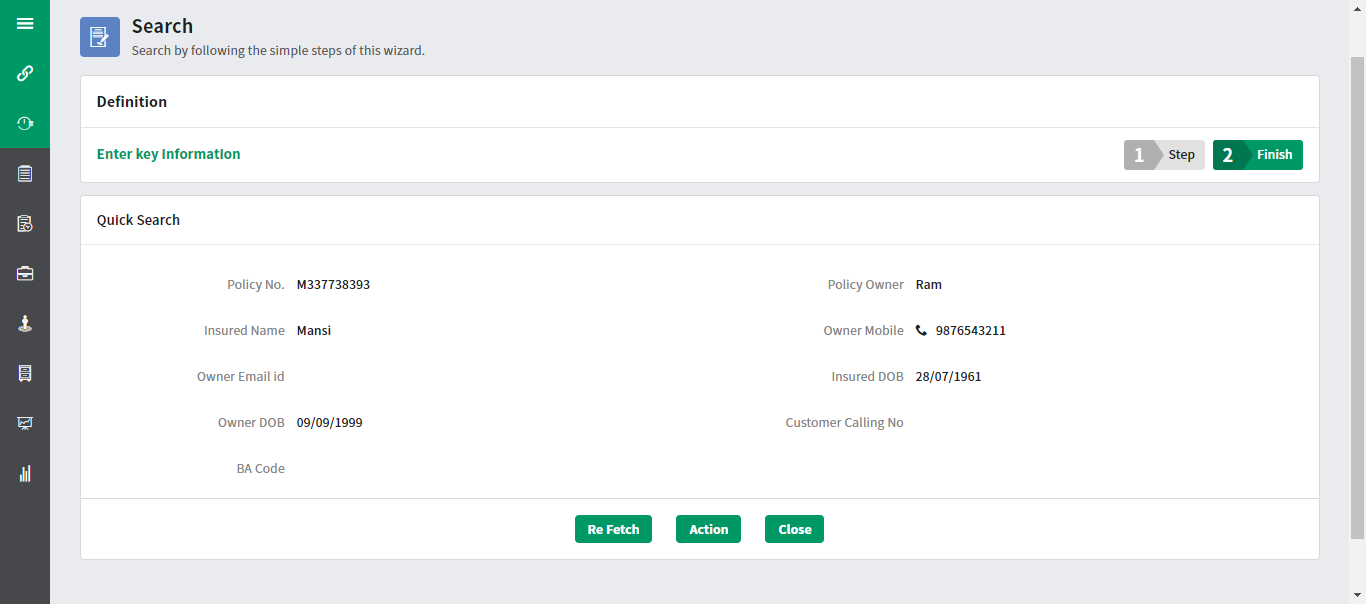 Search
Search by following the simple steps of this wizard.
Definition
Enter key Information
1 Step 2 Finish
Quick Search
Policy No. M337738393 Policy Owner Ram
Insured Name Mansi Owner Mobile 9876543211
Owner Email id Insured DOB 28/07/1961
Owner DOB 09/09/1999 Customer Calling No
BA Code
Re Fetch Action Close